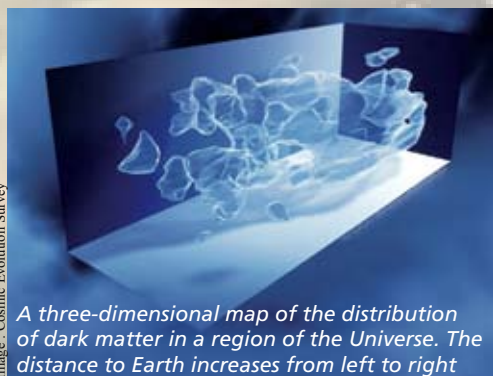 Image : Cosmic Evolution Survey
A three-dimensional map of the distribution
of dark matter in a region of the Universe. The
distance to Earth increases from left to right